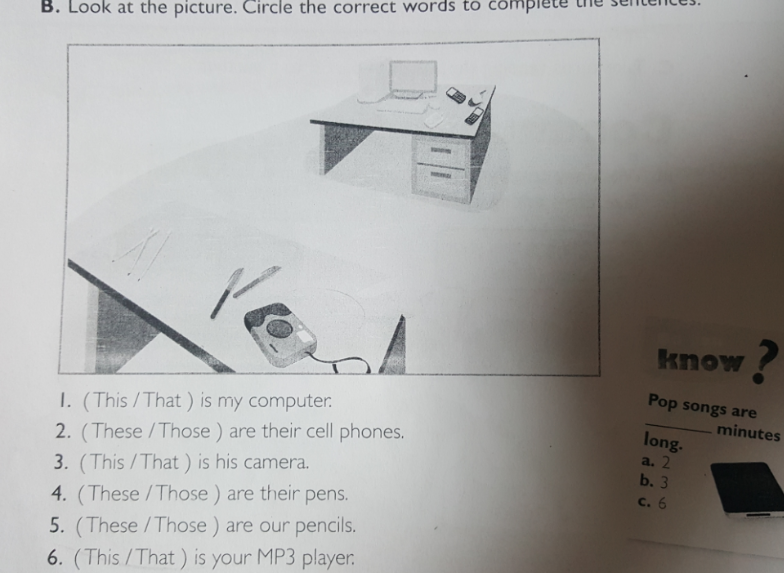 B. Look at the picture. Circle the correct words to complete the sentences.
1. ( This / That ) is my computer.
2. ( These / Those ) are their cell phones.
3. ( This / That ) is his camera.
4. ( These / Those ) are their pens.
5. ( These / Those ) are our pencils.
6. ( This / That ) is your MP3 player.
know?
Pop songs are
______ minutes
long.
a. 2
b. 3
c. 6